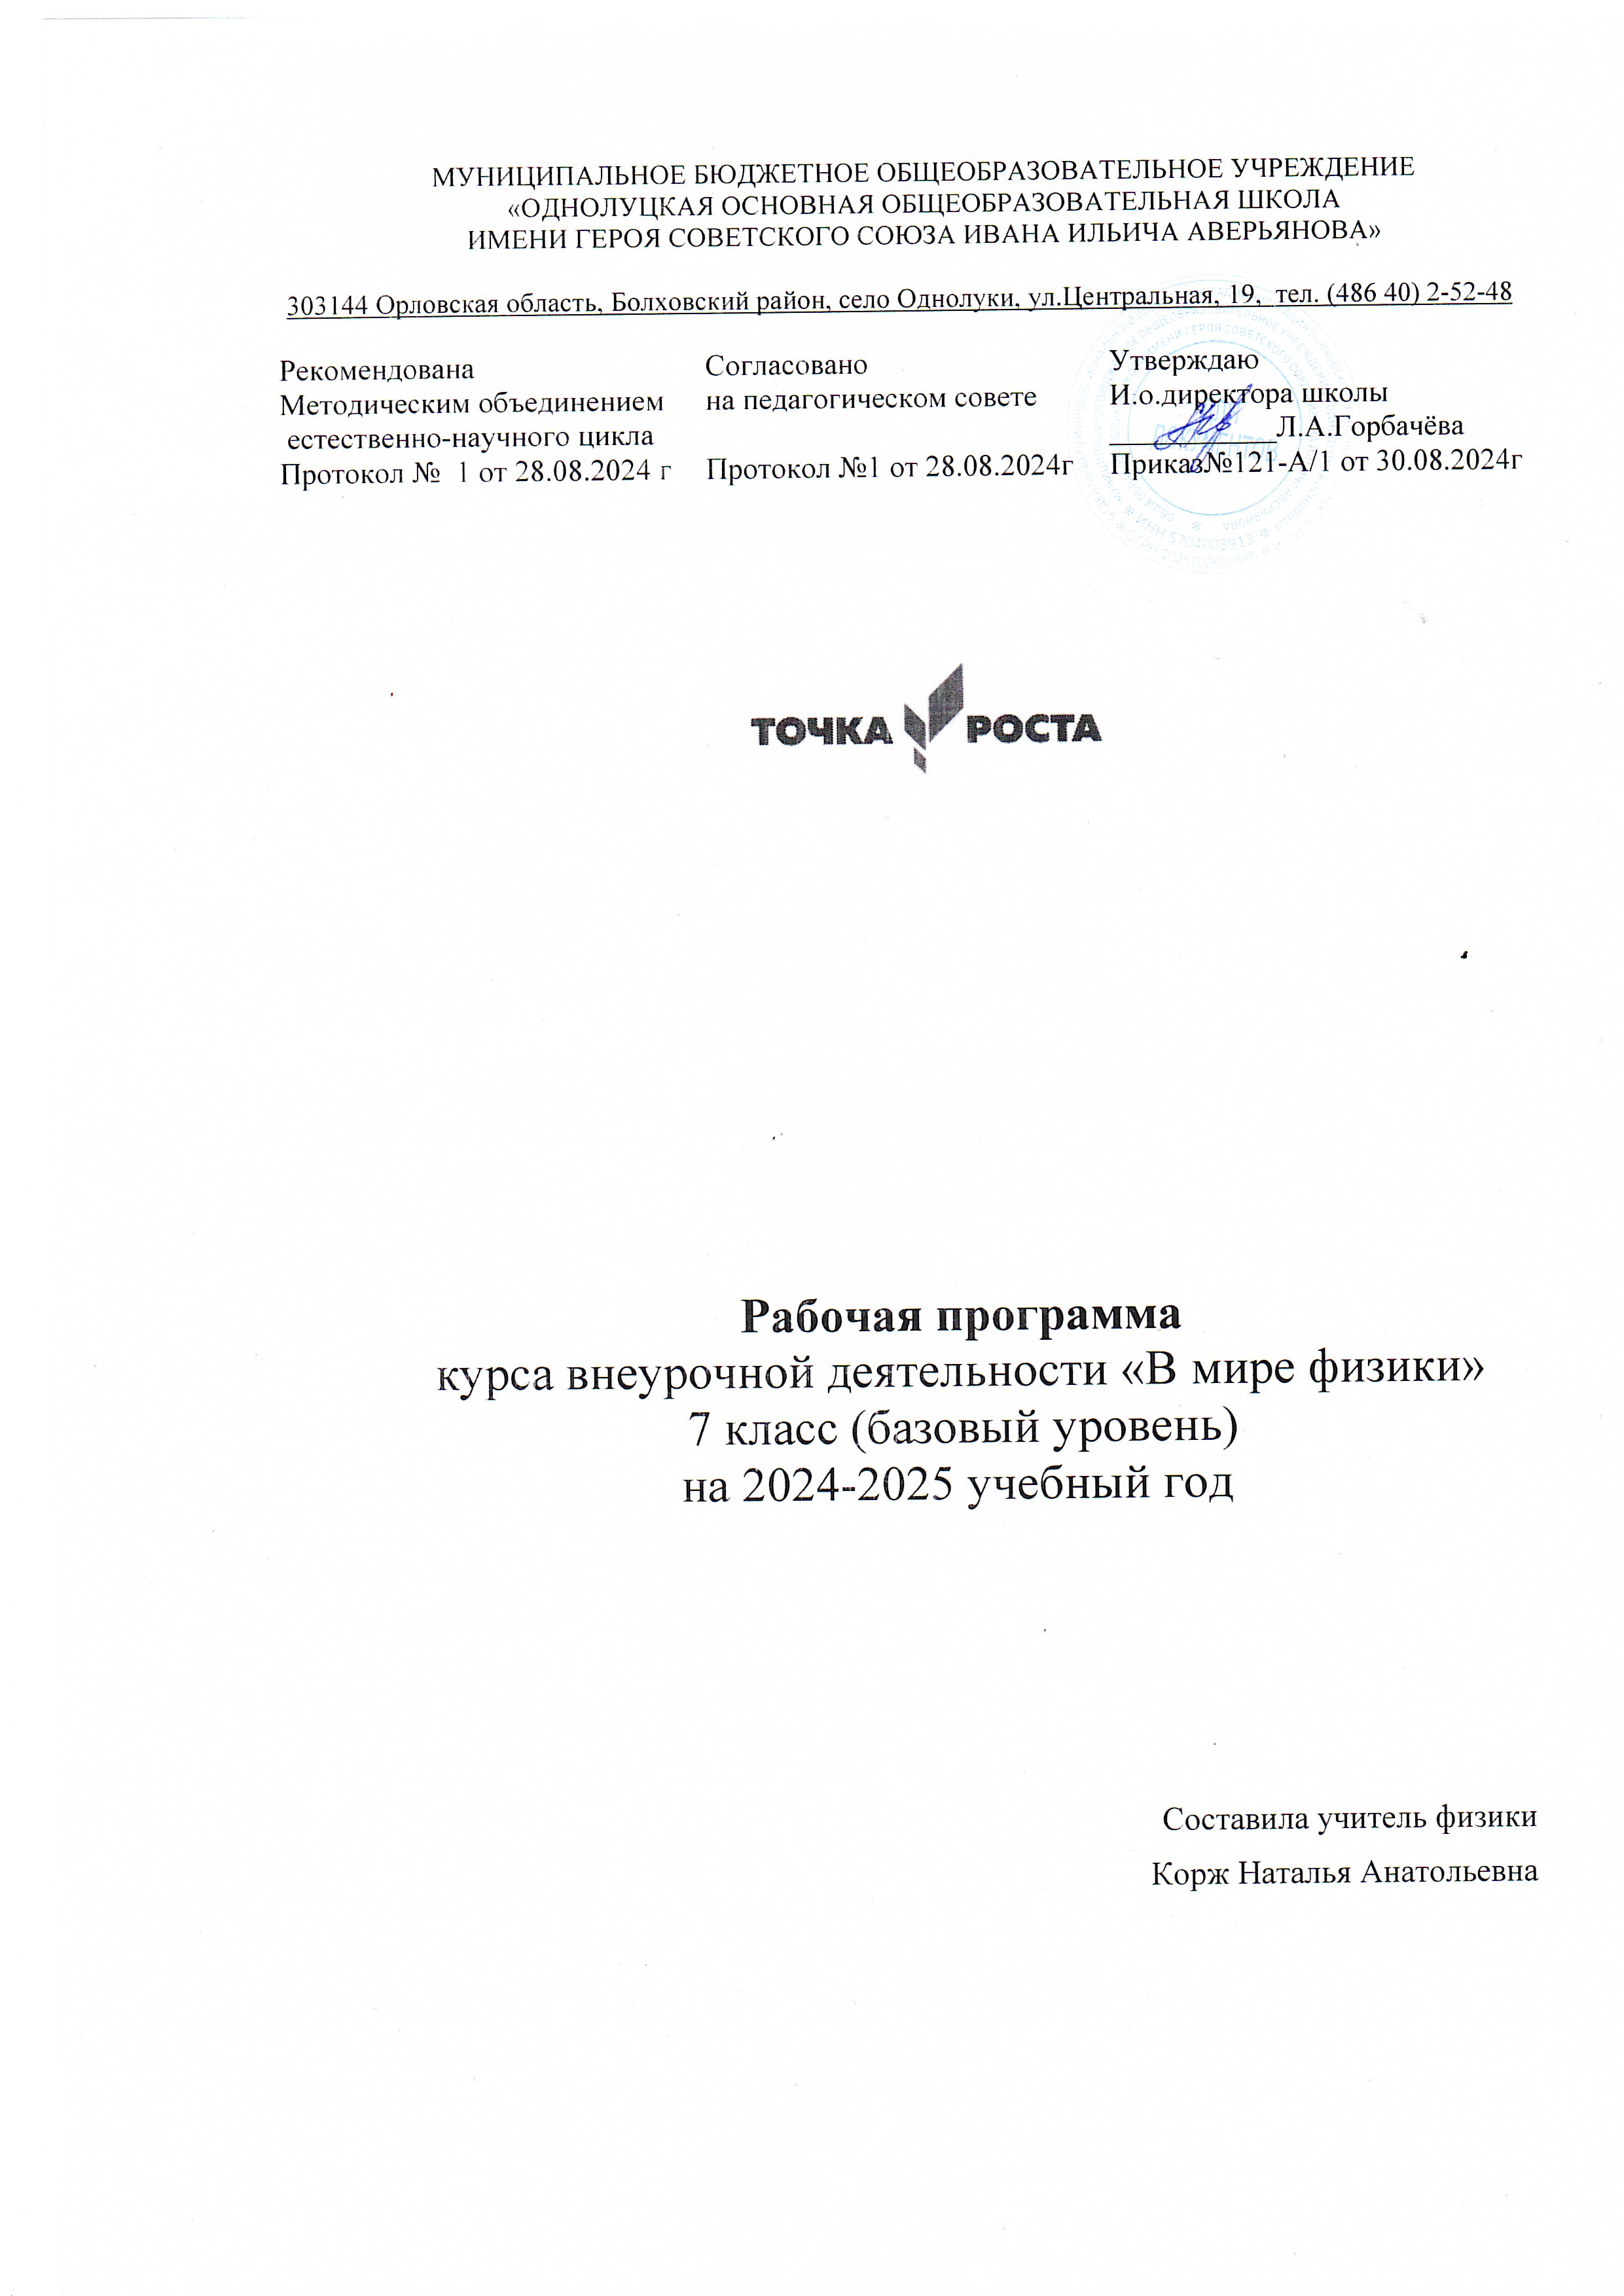 МУНИЦИПАЛЬНОЕ БЮДЖЕТНОЕ ОБЩЕОБРАЗОВАТЕЛЬНОЕ УЧРЕЖДЕНИЕ
«ОДНОЛУЦКАЯ ОСНОВНАЯ ОБЩЕОБРАЗОВАТЕЛЬНАЯ ШКОЛА
ИМЕНИ ГЕРОЯ СОВЕТСКОГО СОЮЗА ИВАНА ИЛЬИЧА АВЕРЬЯНОВА»
303144 Орловская область, Болховский район, село Однолуки, ул.Центральная, 19, тел. (486 40) 2-52-48
Рекомендована
Методическим объединением
естественно-научного цикла
Протокол № 1 от 28.08.2024 г
Согласовано
на педагогическом совете
Протокол №1 от 28.08.2024г
Утверждаю
И.о.директора школы
____________Л.А.Горбачёва
Приказ№121-А/1 от 30.08.2024г
ИНН 5704003913
ТОЧКА РОСТА
Рабочая программа
курса внеурочной деятельности «В мире физики»
7 класс (базовый уровень)
на 2024-2025 учебный год
Составила учитель физики
Корж Наталья Анатольевна